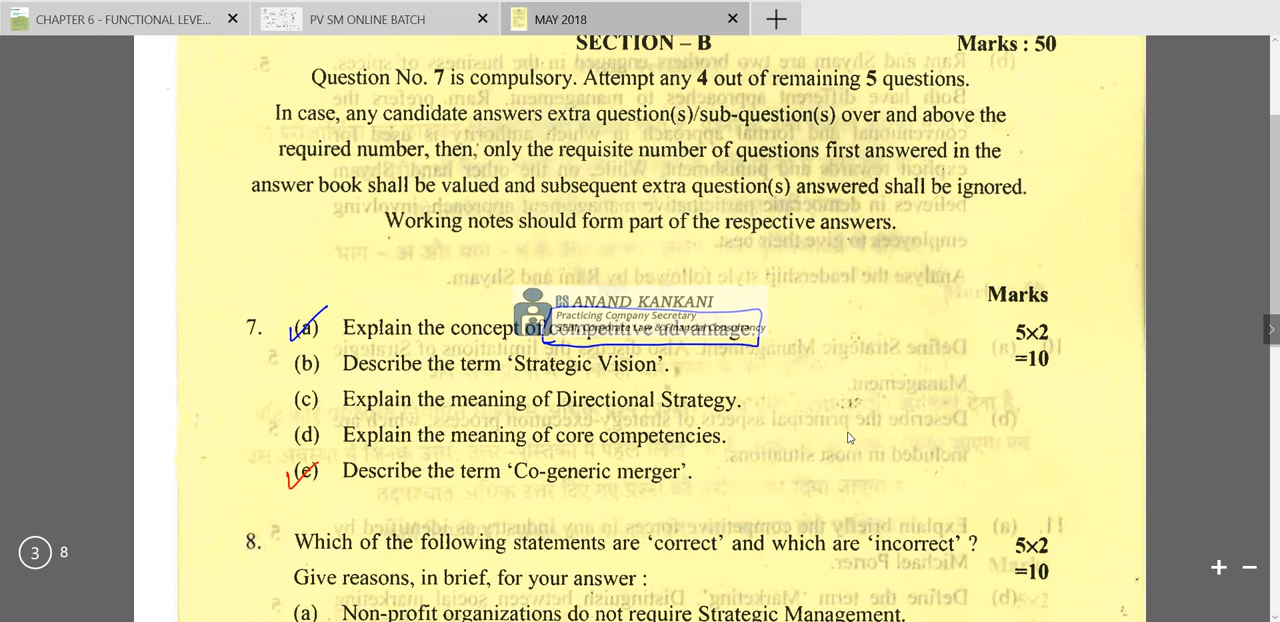 CHAPTER 6 - FUNCTIONAL LEVE...
PV SM ONLINE BATCH
MAY 2018
SECTION – B
Marks : 50
Question No. 7 is compulsory. Attempt any 4 out of remaining 5 questions.
In case, any candidate answers extra question(s)/sub-question(s) over and above the
required number, then, only the requisite number of questions first answered in the
answer book shall be valued and subsequent extra question(s) answered shall be ignored.
Working notes should form part of the respective answers.
Marks
CS ANAND KANKANI
Practicing Company Secretary
SEBI, Corporate Law & Financial Consultancy
7. (a) Explain the concept of competitive advantage. 5×2
(b) Describe the term ‘Strategic Vision’. =10
(c) Explain the meaning of Directional Strategy.
(d) Explain the meaning of core competencies.
(e) Describe the term ‘Co-generic merger’.
8. Which of the following statements are ‘correct’ and which are ‘incorrect’ ? 5×2
Give reasons, in brief, for your answer : =10
(a) Non-profit organizations do not require Strategic Management.
3 8